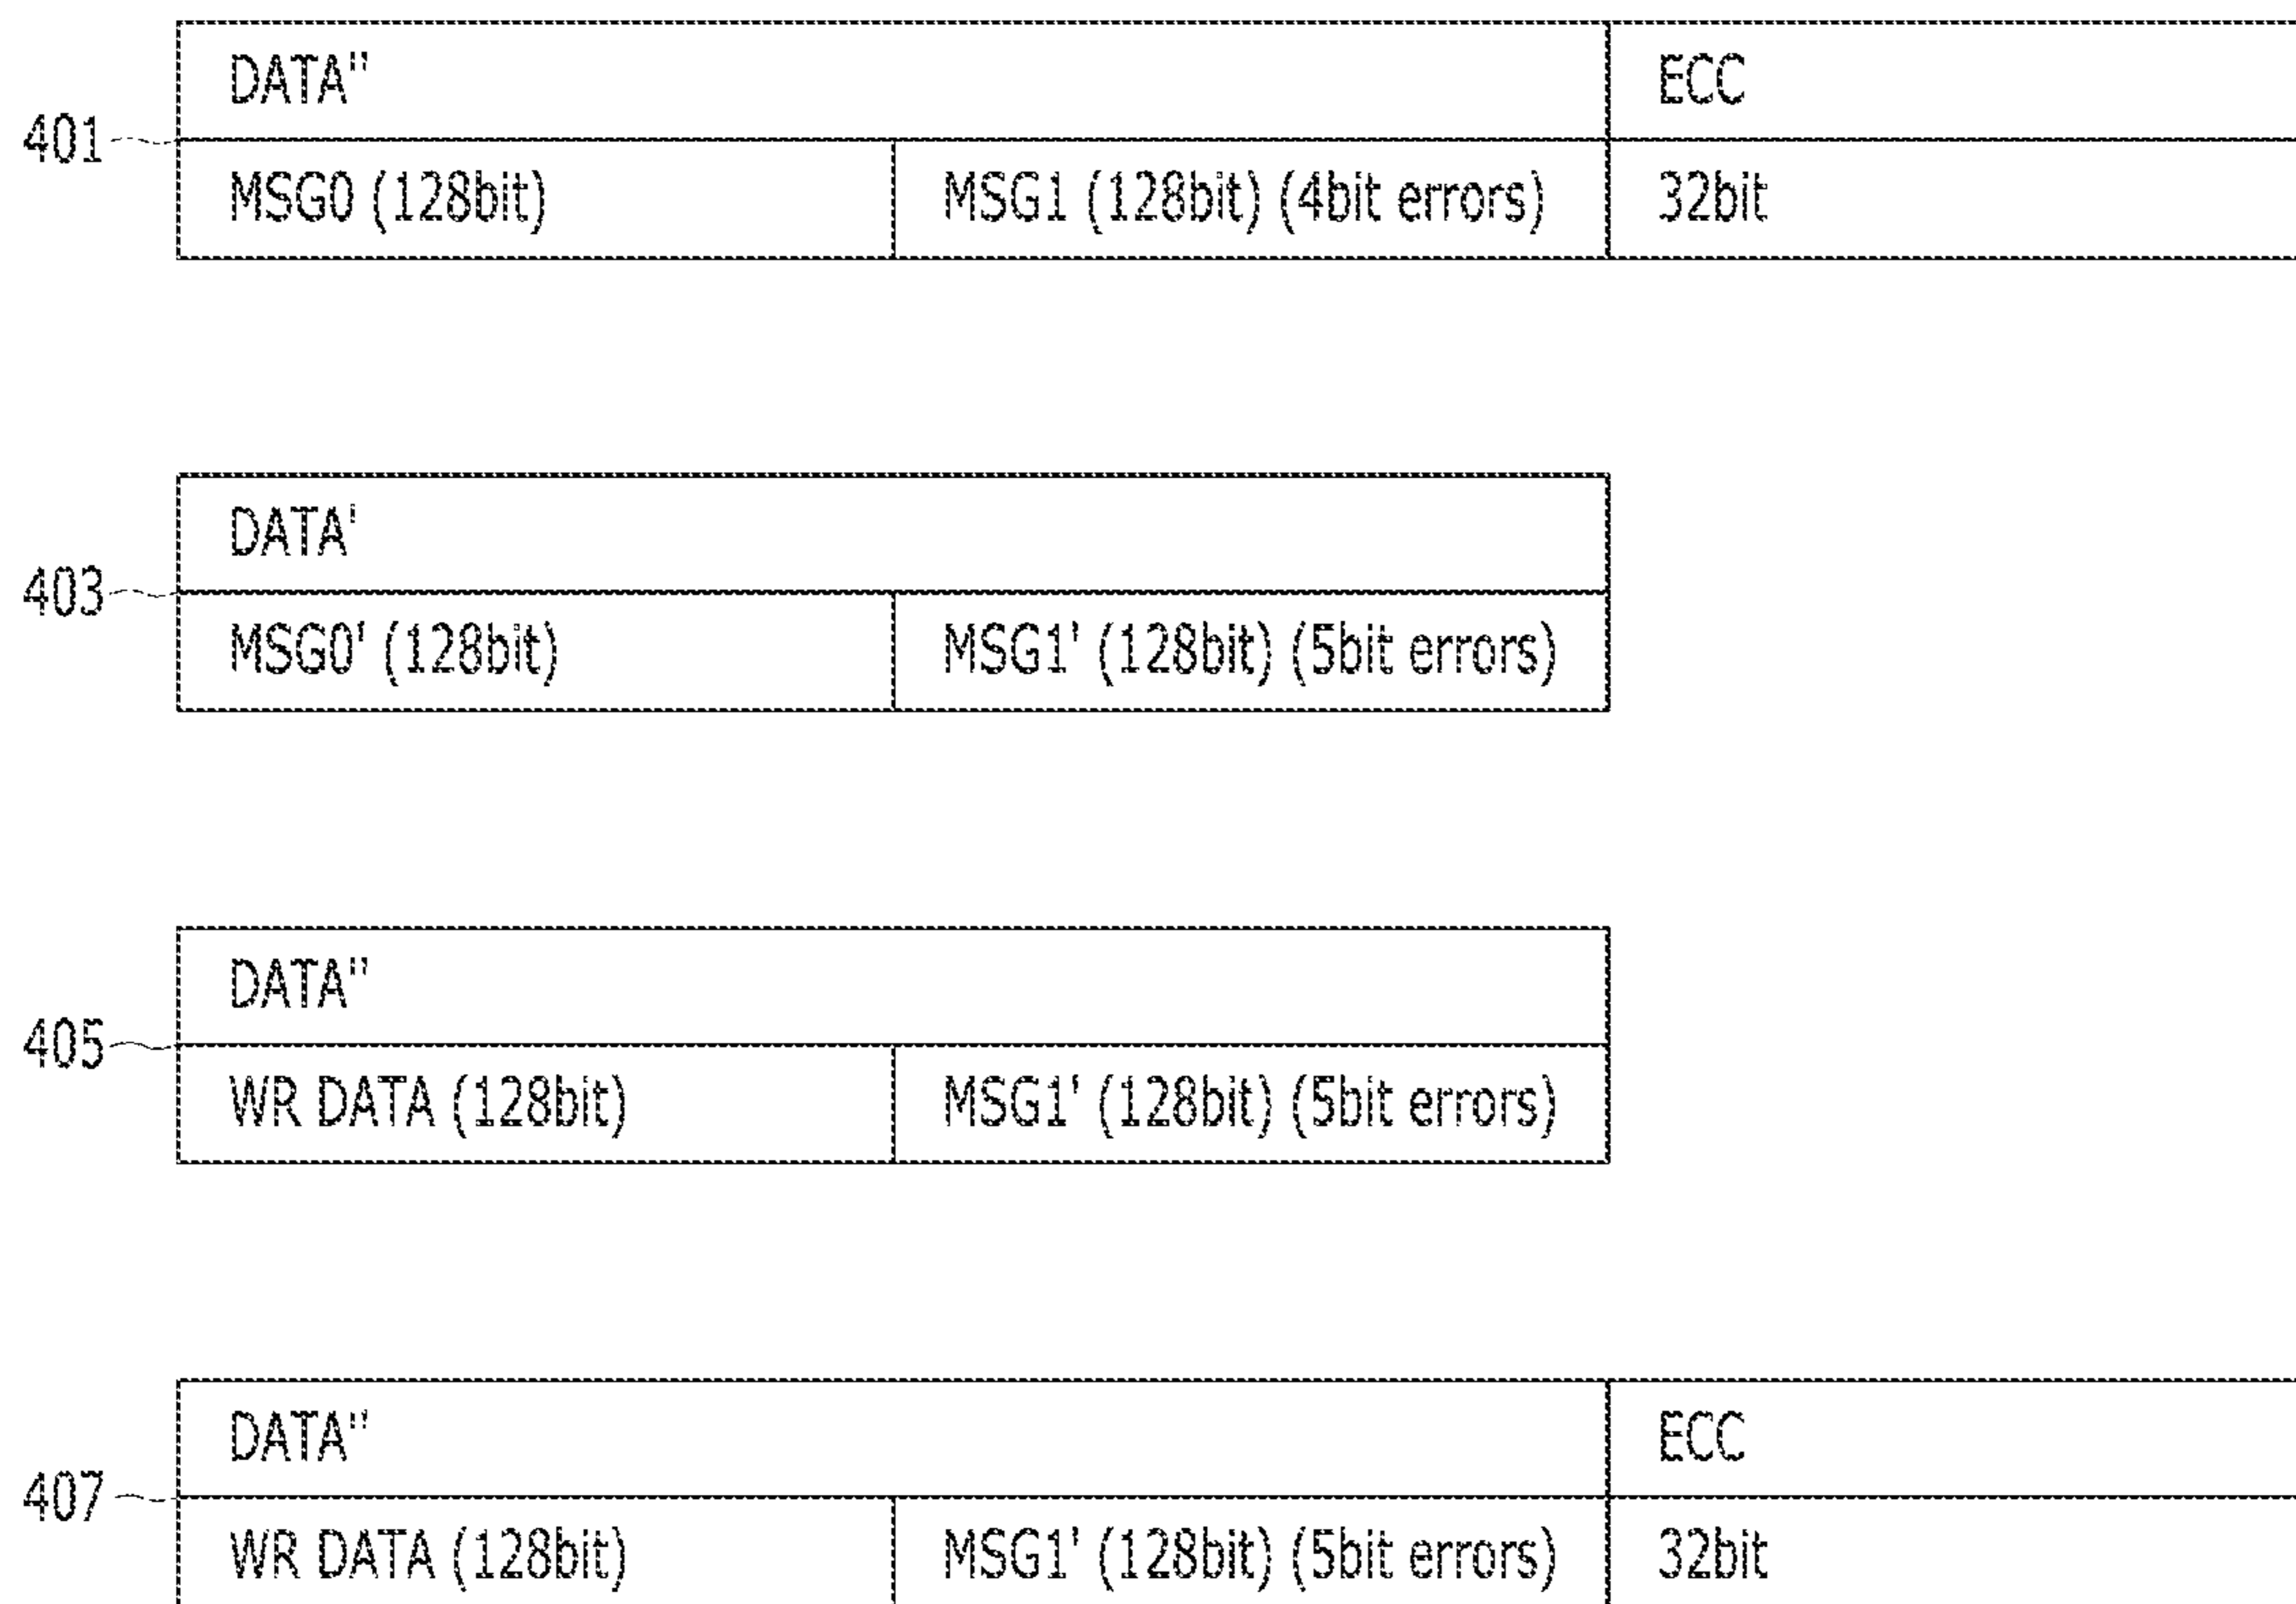 DATA" ECC
401
MSG0 (128bit) MSG1 (128bit) (4bit errors) 32bit
DATA'
403
MSG0' (128bit) MSG1' (128bit) (5bit errors)
DATA"
405
WR DATA (128bit) MSG1' (128bit) (5bit errors)
DATA" ECC
407
WR DATA (128bit) MSG1' (128bit) (5bit errors) 32bit